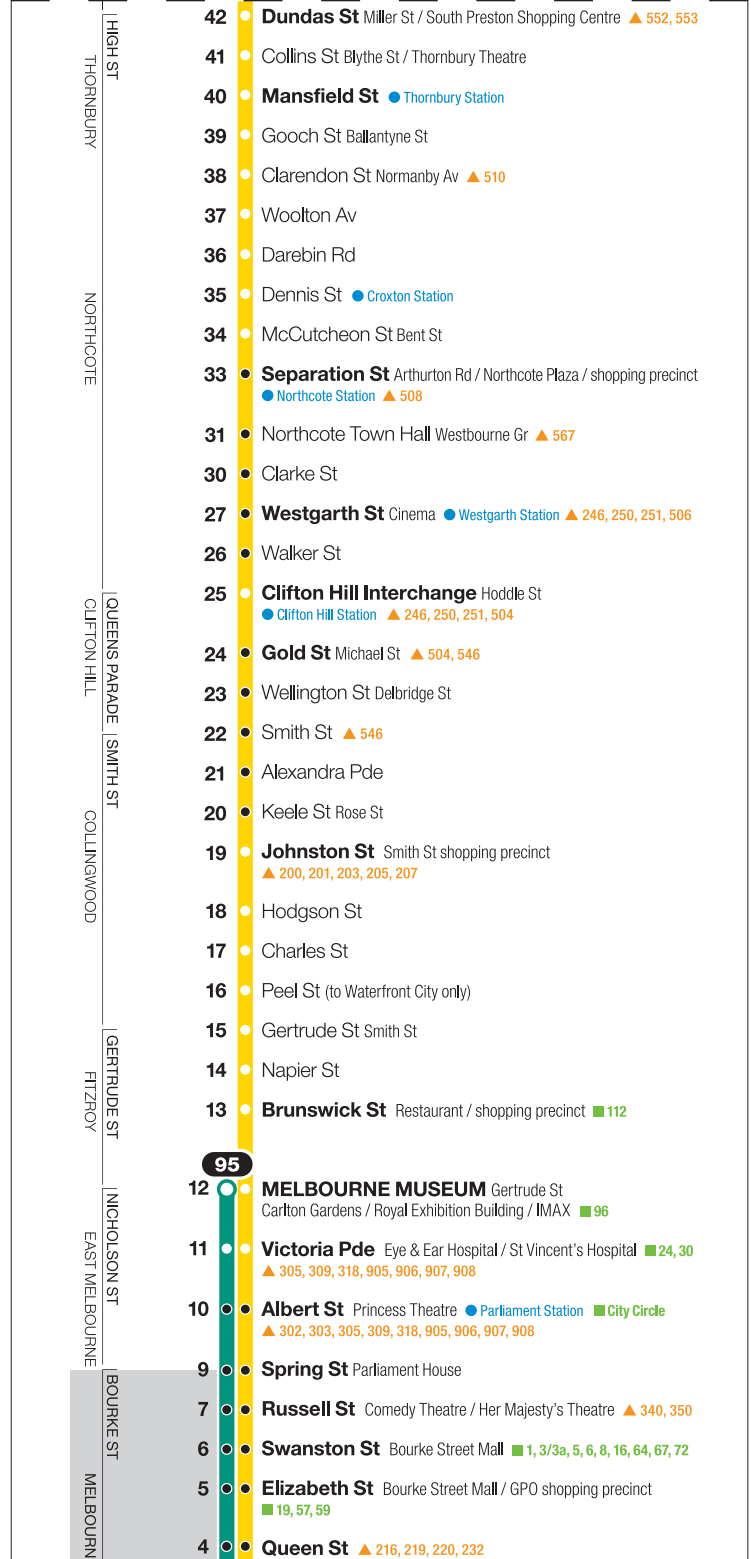 42 Dundas St Miller St / South Preston Shopping Centre ▲ 552, 553
HIGH ST
THORNBURY
41 Collins St Blythe St / Thornbury Theatre
40 Mansfield St ● Thornbury Station
39 Gooch St Ballantyne St
38 Clarendon St Normanby Av ▲ 510
37 Woolton Av
36 Darebin Rd
NORTHCOTE
35 Dennis St ● Croxton Station
34 McCutcheon St Bent St
33 Separation St Arthurton Rd / Northcote Plaza / shopping precinct
● Northcote Station ▲ 508
31 Northcote Town Hall Westbourne Gr ▲ 567
30 Clarke St
27 Westgarth St Cinema ● Westgarth Station ▲ 246, 250, 251, 506
26 Walker St
25 Clifton Hill Interchange Hoddle St
● Clifton Hill Station ▲ 246, 250, 251, 504
QUEENS PARADE
CLIFTON HILL
24 Gold St Michael St ▲ 504, 546
23 Wellington St Delbridge St
22 Smith St ▲ 546
SMITH ST
21 Alexandra Pde
20 Keele St Rose St
COLLINGWOOD
19 Johnston St Smith St shopping precinct
▲ 200, 201, 203, 205, 207
18 Hodgson St
17 Charles St
16 Peel St (to Waterfront City only)
15 Gertrude St Smith St
GERTRUDE ST
FITZROY
14 Napier St
13 Brunswick St Restaurant / shopping precinct ■ 112
95
12 MELBOURNE MUSEUM Gertrude St
Carlton Gardens / Royal Exhibition Building / IMAX ■ 96
NICHOLSON ST
EAST MELBOURNE
11 Victoria Pde Eye & Ear Hospital / St Vincent's Hospital ■ 24, 30
▲ 305, 309, 318, 905, 906, 907, 908
10 Albert St Princess Theatre ● Parliament Station ■ City Circle
▲ 302, 303, 305, 309, 318, 905, 906, 907, 908
9 Spring St Parliament House
BOURKE ST
7 Russell St Comedy Theatre / Her Majesty's Theatre ▲ 340, 350
6 Swanston St Bourke Street Mall ■ 1, 3/3a, 5, 6, 8, 16, 64, 67, 72
MELBOURN
5 Elizabeth St Bourke Street Mall / GPO shopping precinct
■ 19, 57, 59
4 Queen St ▲ 216, 219, 220, 232